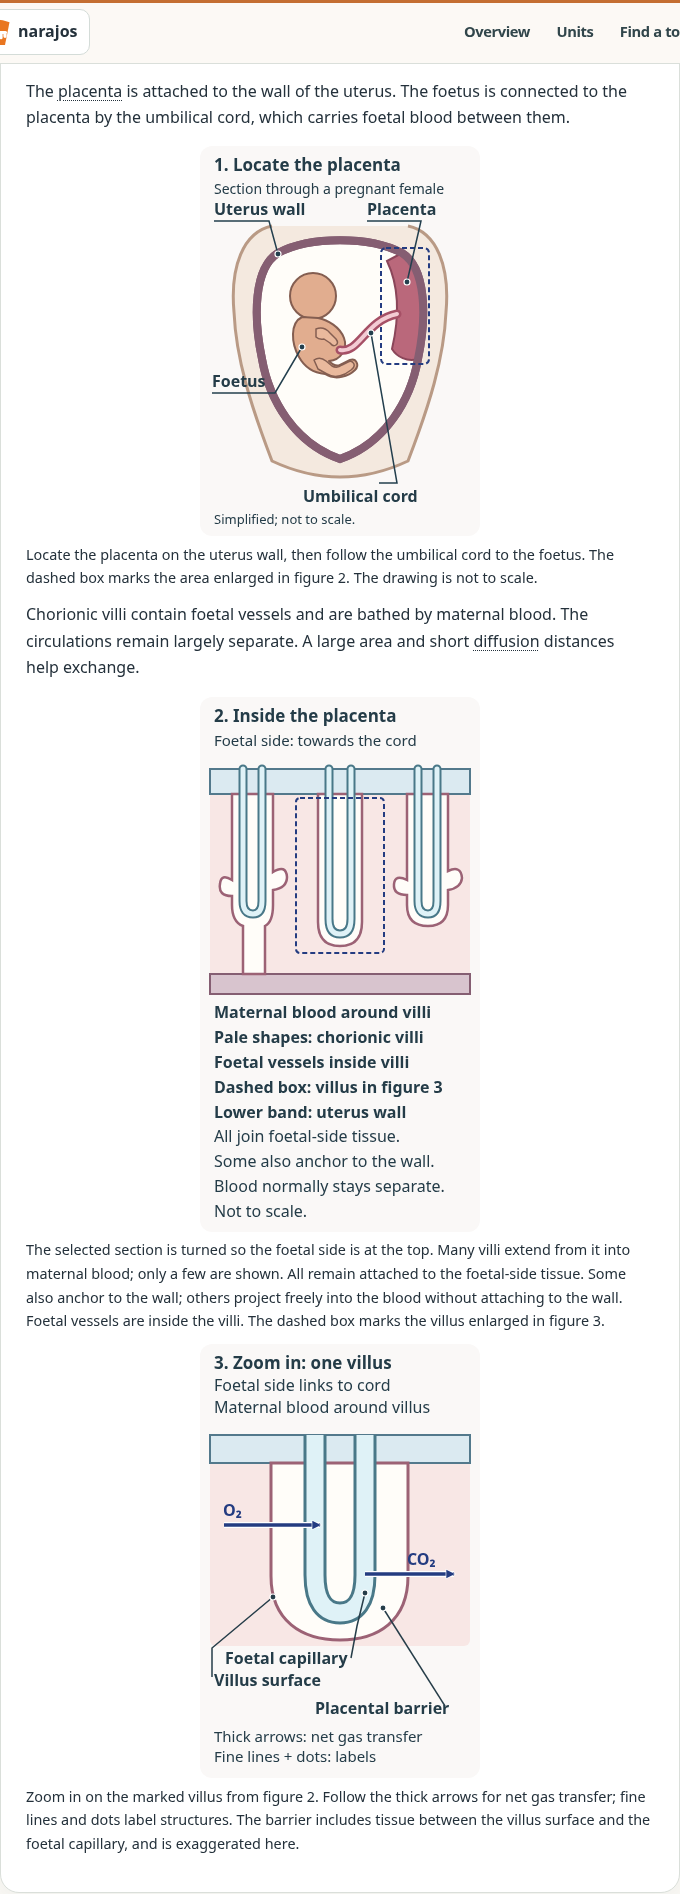 narajos
Overview Units Find a to
The placenta is attached to the wall of the uterus. The foetus is connected to the
placenta by the umbilical cord, which carries foetal blood between them.
1. Locate the placenta
Section through a pregnant female
Uterus wall Placenta
Foetus
Umbilical cord
Simplified; not to scale.
Locate the placenta on the uterus wall, then follow the umbilical cord to the foetus. The
dashed box marks the area enlarged in figure 2. The drawing is not to scale.
Chorionic villi contain foetal vessels and are bathed by maternal blood. The
circulations remain largely separate. A large area and short diffusion distances
help exchange.
2. Inside the placenta
Foetal side: towards the cord
Maternal blood around villi
Pale shapes: chorionic villi
Foetal vessels inside villi
Dashed box: villus in figure 3
Lower band: uterus wall
All join foetal-side tissue.
Some also anchor to the wall.
Blood normally stays separate.
Not to scale.
The selected section is turned so the foetal side is at the top. Many villi extend from it into
maternal blood; only a few are shown. All remain attached to the foetal-side tissue. Some
also anchor to the wall; others project freely into the blood without attaching to the wall.
Foetal vessels are inside the villi. The dashed box marks the villus enlarged in figure 3.
3. Zoom in: one villus
Foetal side links to cord
Maternal blood around villus
O₂
CO₂
Foetal capillary
Villus surface
Placental barrier
Thick arrows: net gas transfer
Fine lines + dots: labels
Zoom in on the marked villus from figure 2. Follow the thick arrows for net gas transfer; fine
lines and dots label structures. The barrier includes tissue between the villus surface and the
foetal capillary, and is exaggerated here.